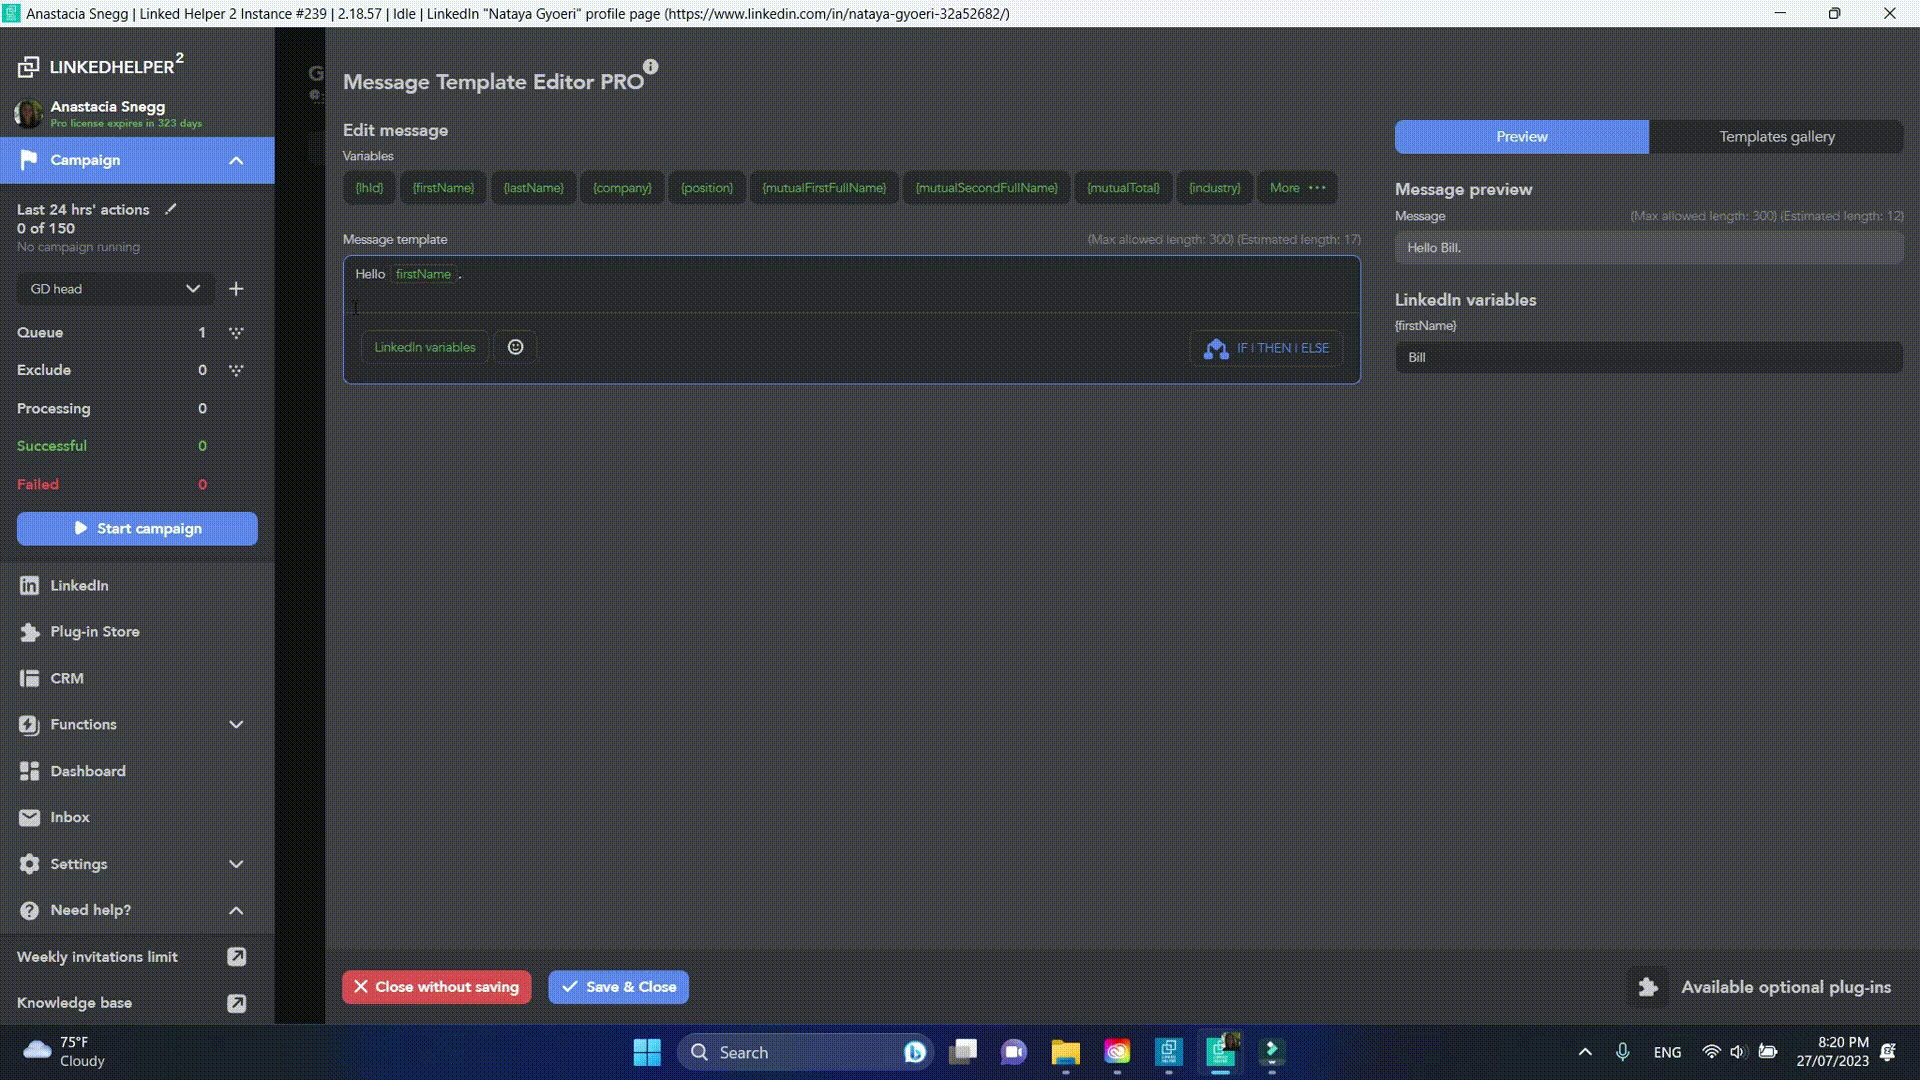 Anastacia Snegg | Linked Helper 2 Instance #239 | 2.18.57 | Idle | LinkedIn "Nataya Gyoeri" profile page (https://www.linkedin.com/in/nataya-gyoeri-32a52682/)
LINKEDHELPER 2
Anastacia Snegg
Pro license expires in 323 days
Campaign
Last 24 hrs' actions
0 of 150
No campaign running
GD head
Queue 1
Exclude 0
Processing 0
Successful 0
Failed 0
Start campaign
LinkedIn
Plug-in Store
CRM
Functions
Dashboard
Inbox
Settings
Need help?
Weekly invitations limit
Knowledge base
G
Message Template Editor PRO
Edit message
Variables
{lhId} {firstName} {lastName} {company} {position} {mutualFirstFullName} {mutualSecondFullName} {mutualTotal} {industry} More ···
Message template (Max allowed length: 300) (Estimated length: 17)
Hello firstName .
LinkedIn variables
IF | THEN | ELSE
Preview
Templates gallery
Message preview
Message (Max allowed length: 300) (Estimated length: 12)
Hello Bill.
LinkedIn variables
{firstName}
Bill
Close without saving
Save & Close
Available optional plug-ins
75°F
Cloudy
Search
ENG
8:20 PM
27/07/2023